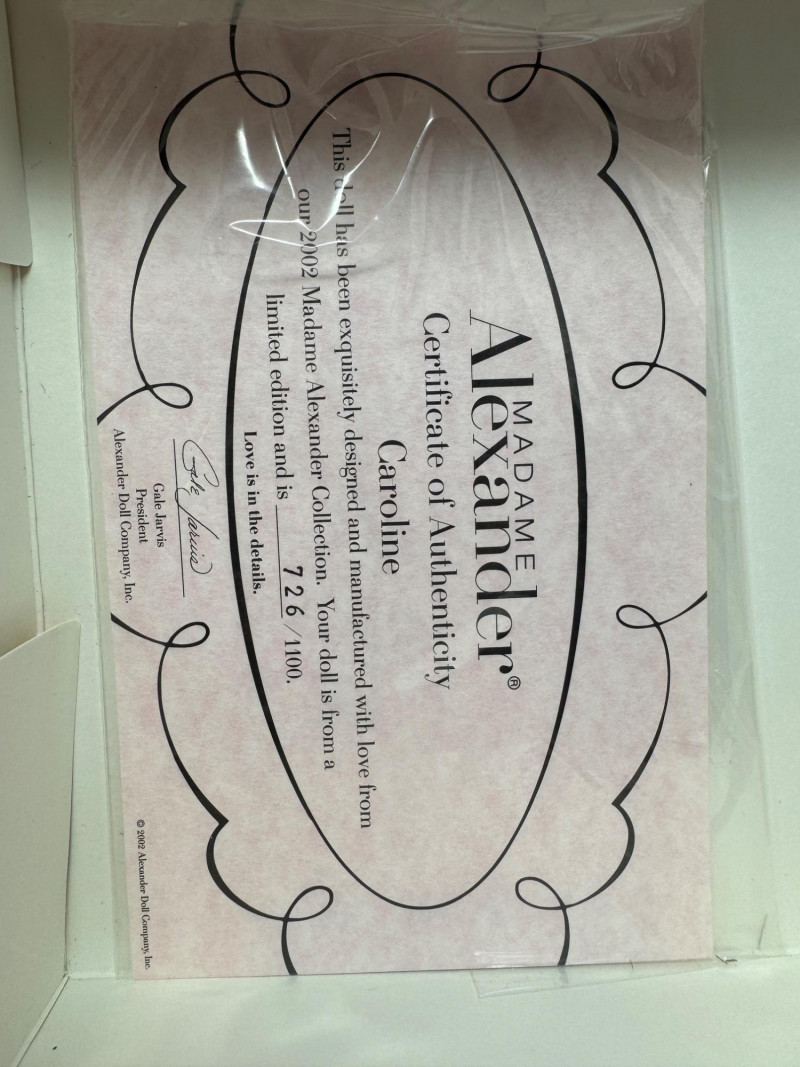 MADAME
Alexander®
Certificate of Authenticity
Caroline
This doll has been exquisitely designed and manufactured with love from
our 2002 Madame Alexander Collection. Your doll is from a
limited edition and is 726/1100.
Love is in the details.
Gale Jarvis
Gale Jarvis
President
Alexander Doll Company, Inc.
© 2002 Alexander Doll Company, Inc.